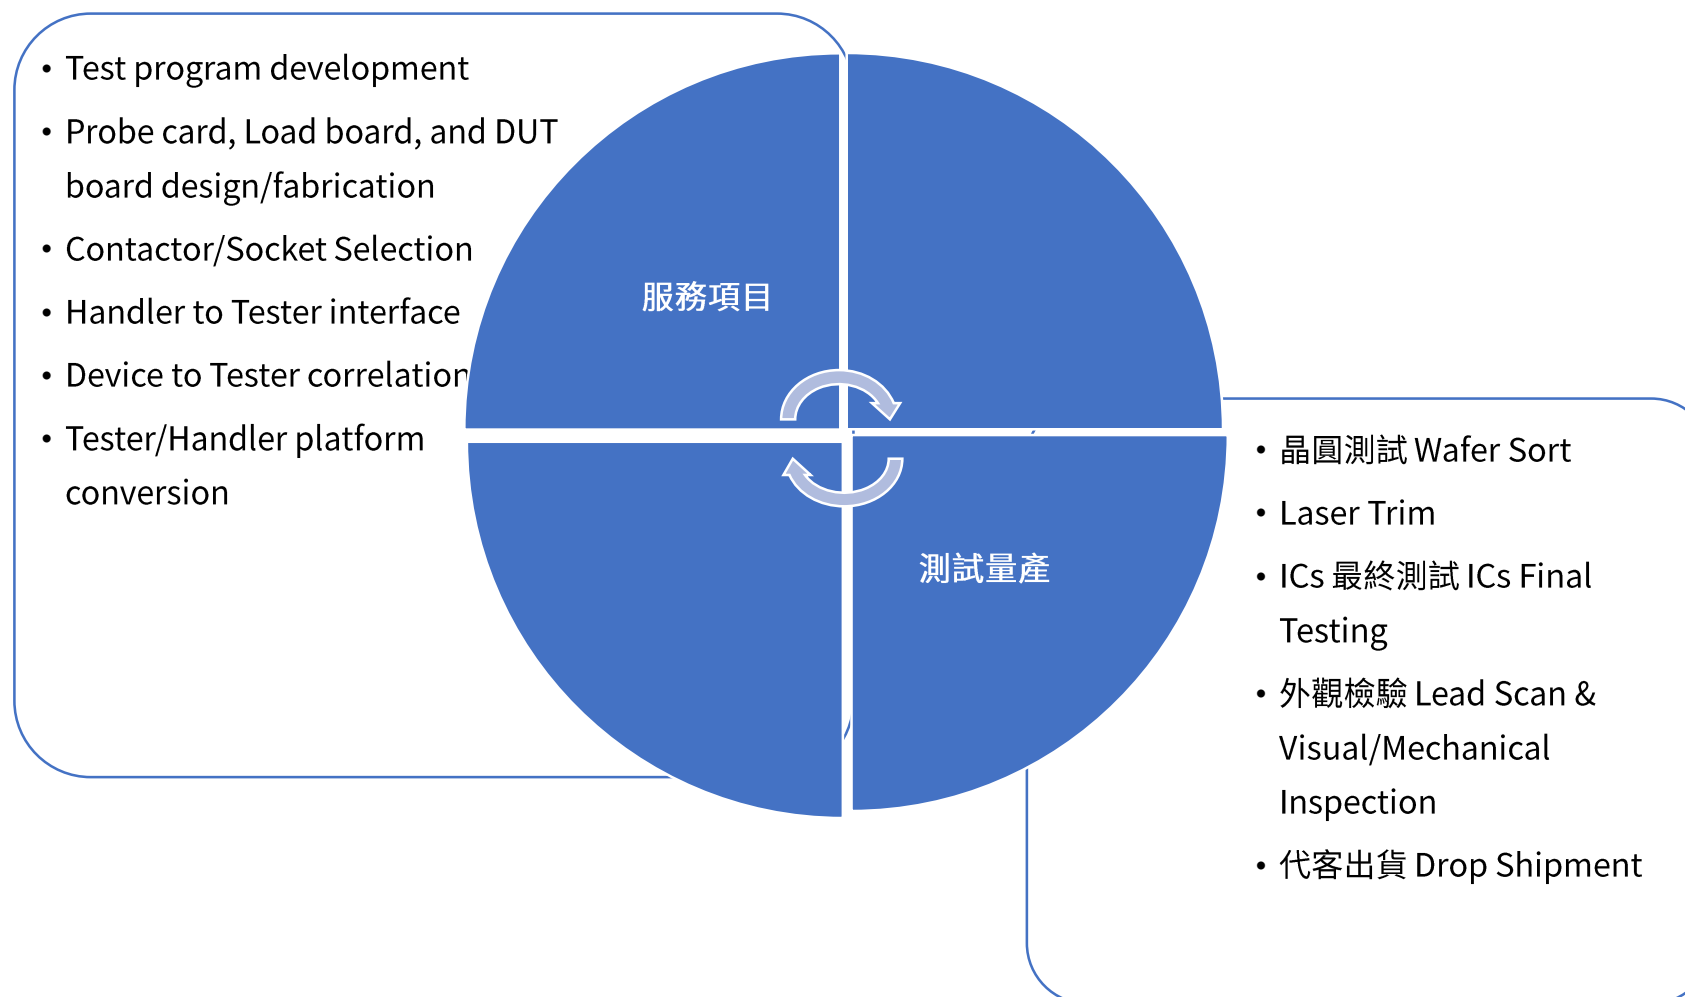 • Test program development
• Probe card, Load board, and DUT
board design/fabrication
• Contactor/Socket Selection
• Handler to Tester interface
• Device to Tester correlation
• Tester/Handler platform
conversion
服務項目
測試量產
• 晶圓測試 Wafer Sort
• Laser Trim
• ICs 最終測試 ICs Final
Testing
• 外觀檢驗 Lead Scan &
Visual/Mechanical
Inspection
• 代客出貨 Drop Shipment